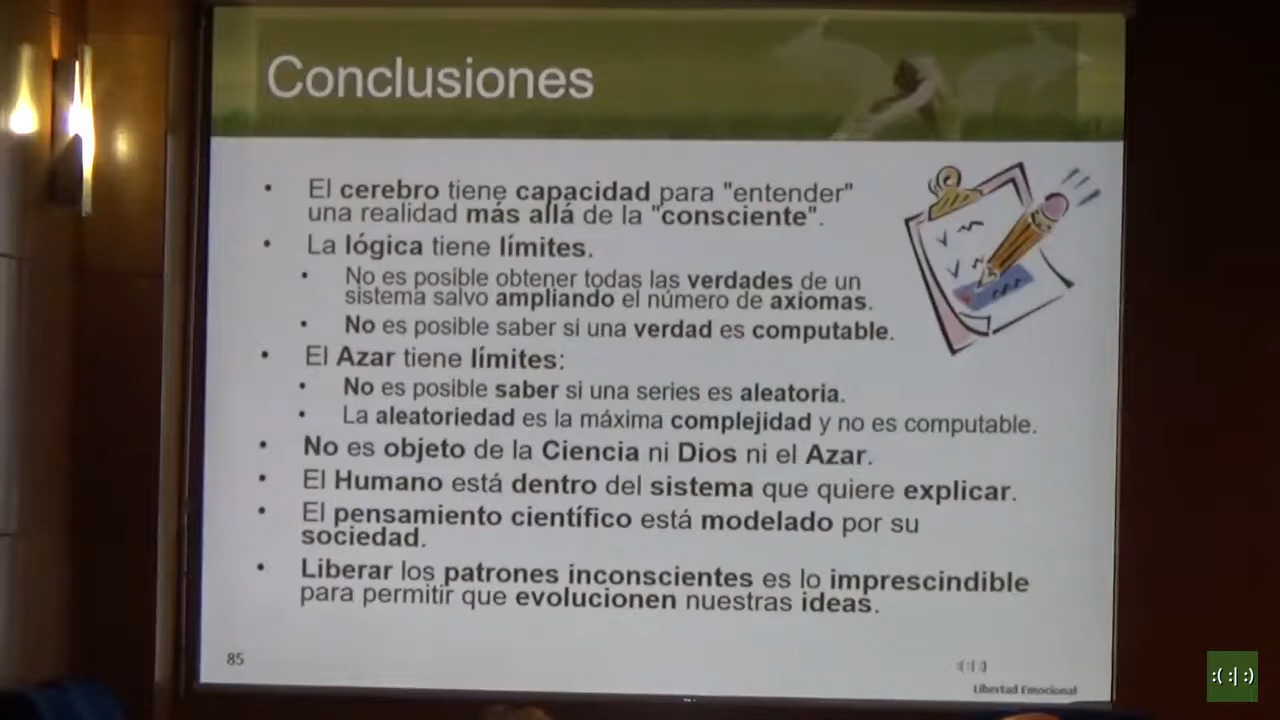 Conclusiones
• El cerebro tiene capacidad para "entender"
una realidad más allá de la "consciente".
• La lógica tiene límites.
• No es posible obtener todas las verdades de un
sistema salvo ampliando el número de axiomas.
• No es posible saber si una verdad es computable.
• El Azar tiene límites:
• No es posible saber si una series es aleatoria.
• La aleatoriedad es la máxima complejidad y no es computable.
• No es objeto de la Ciencia ni Dios ni el Azar.
• El Humano está dentro del sistema que quiere explicar.
• El pensamiento científico está modelado por su
sociedad.
• Liberar los patrones inconscientes es lo imprescindible
para permitir que evolucionen nuestras ideas.
85
:( :| :)
Libertad Emocional
:( :| :)